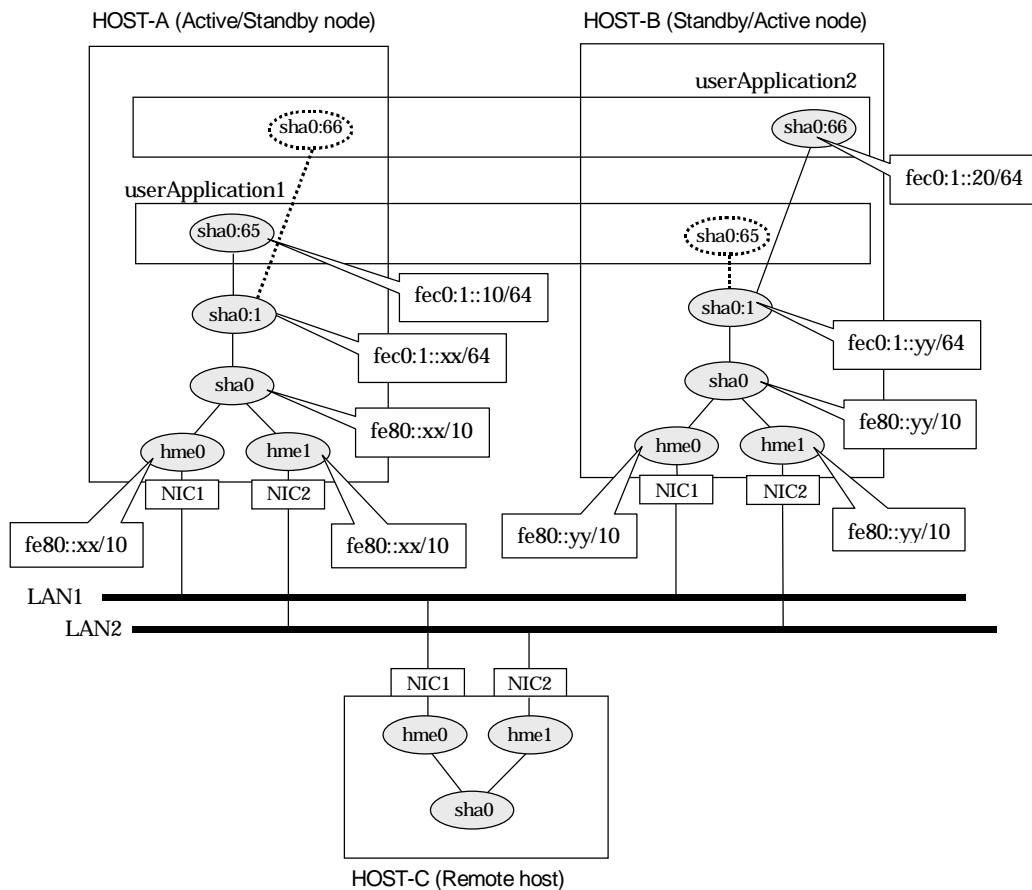 HOST-A (Active/Standby node)
HOST-B (Standby/Active node)
userApplication2
sha0:66
sha0:66
fec0:1::20/64
userApplication1
sha0:65
sha0:65
fec0:1::10/64
sha0:1
sha0:1
fec0:1::xx/64
fec0:1::yy/64
sha0
sha0
fe80::xx/10
fe80::yy/10
hme0
hme1
hme0
hme1
NIC1
NIC2
NIC1
NIC2
fe80::xx/10
fe80::xx/10
fe80::yy/10
fe80::yy/10
LAN1
LAN2
NIC1
NIC2
hme0
hme1
sha0
HOST-C (Remote host)